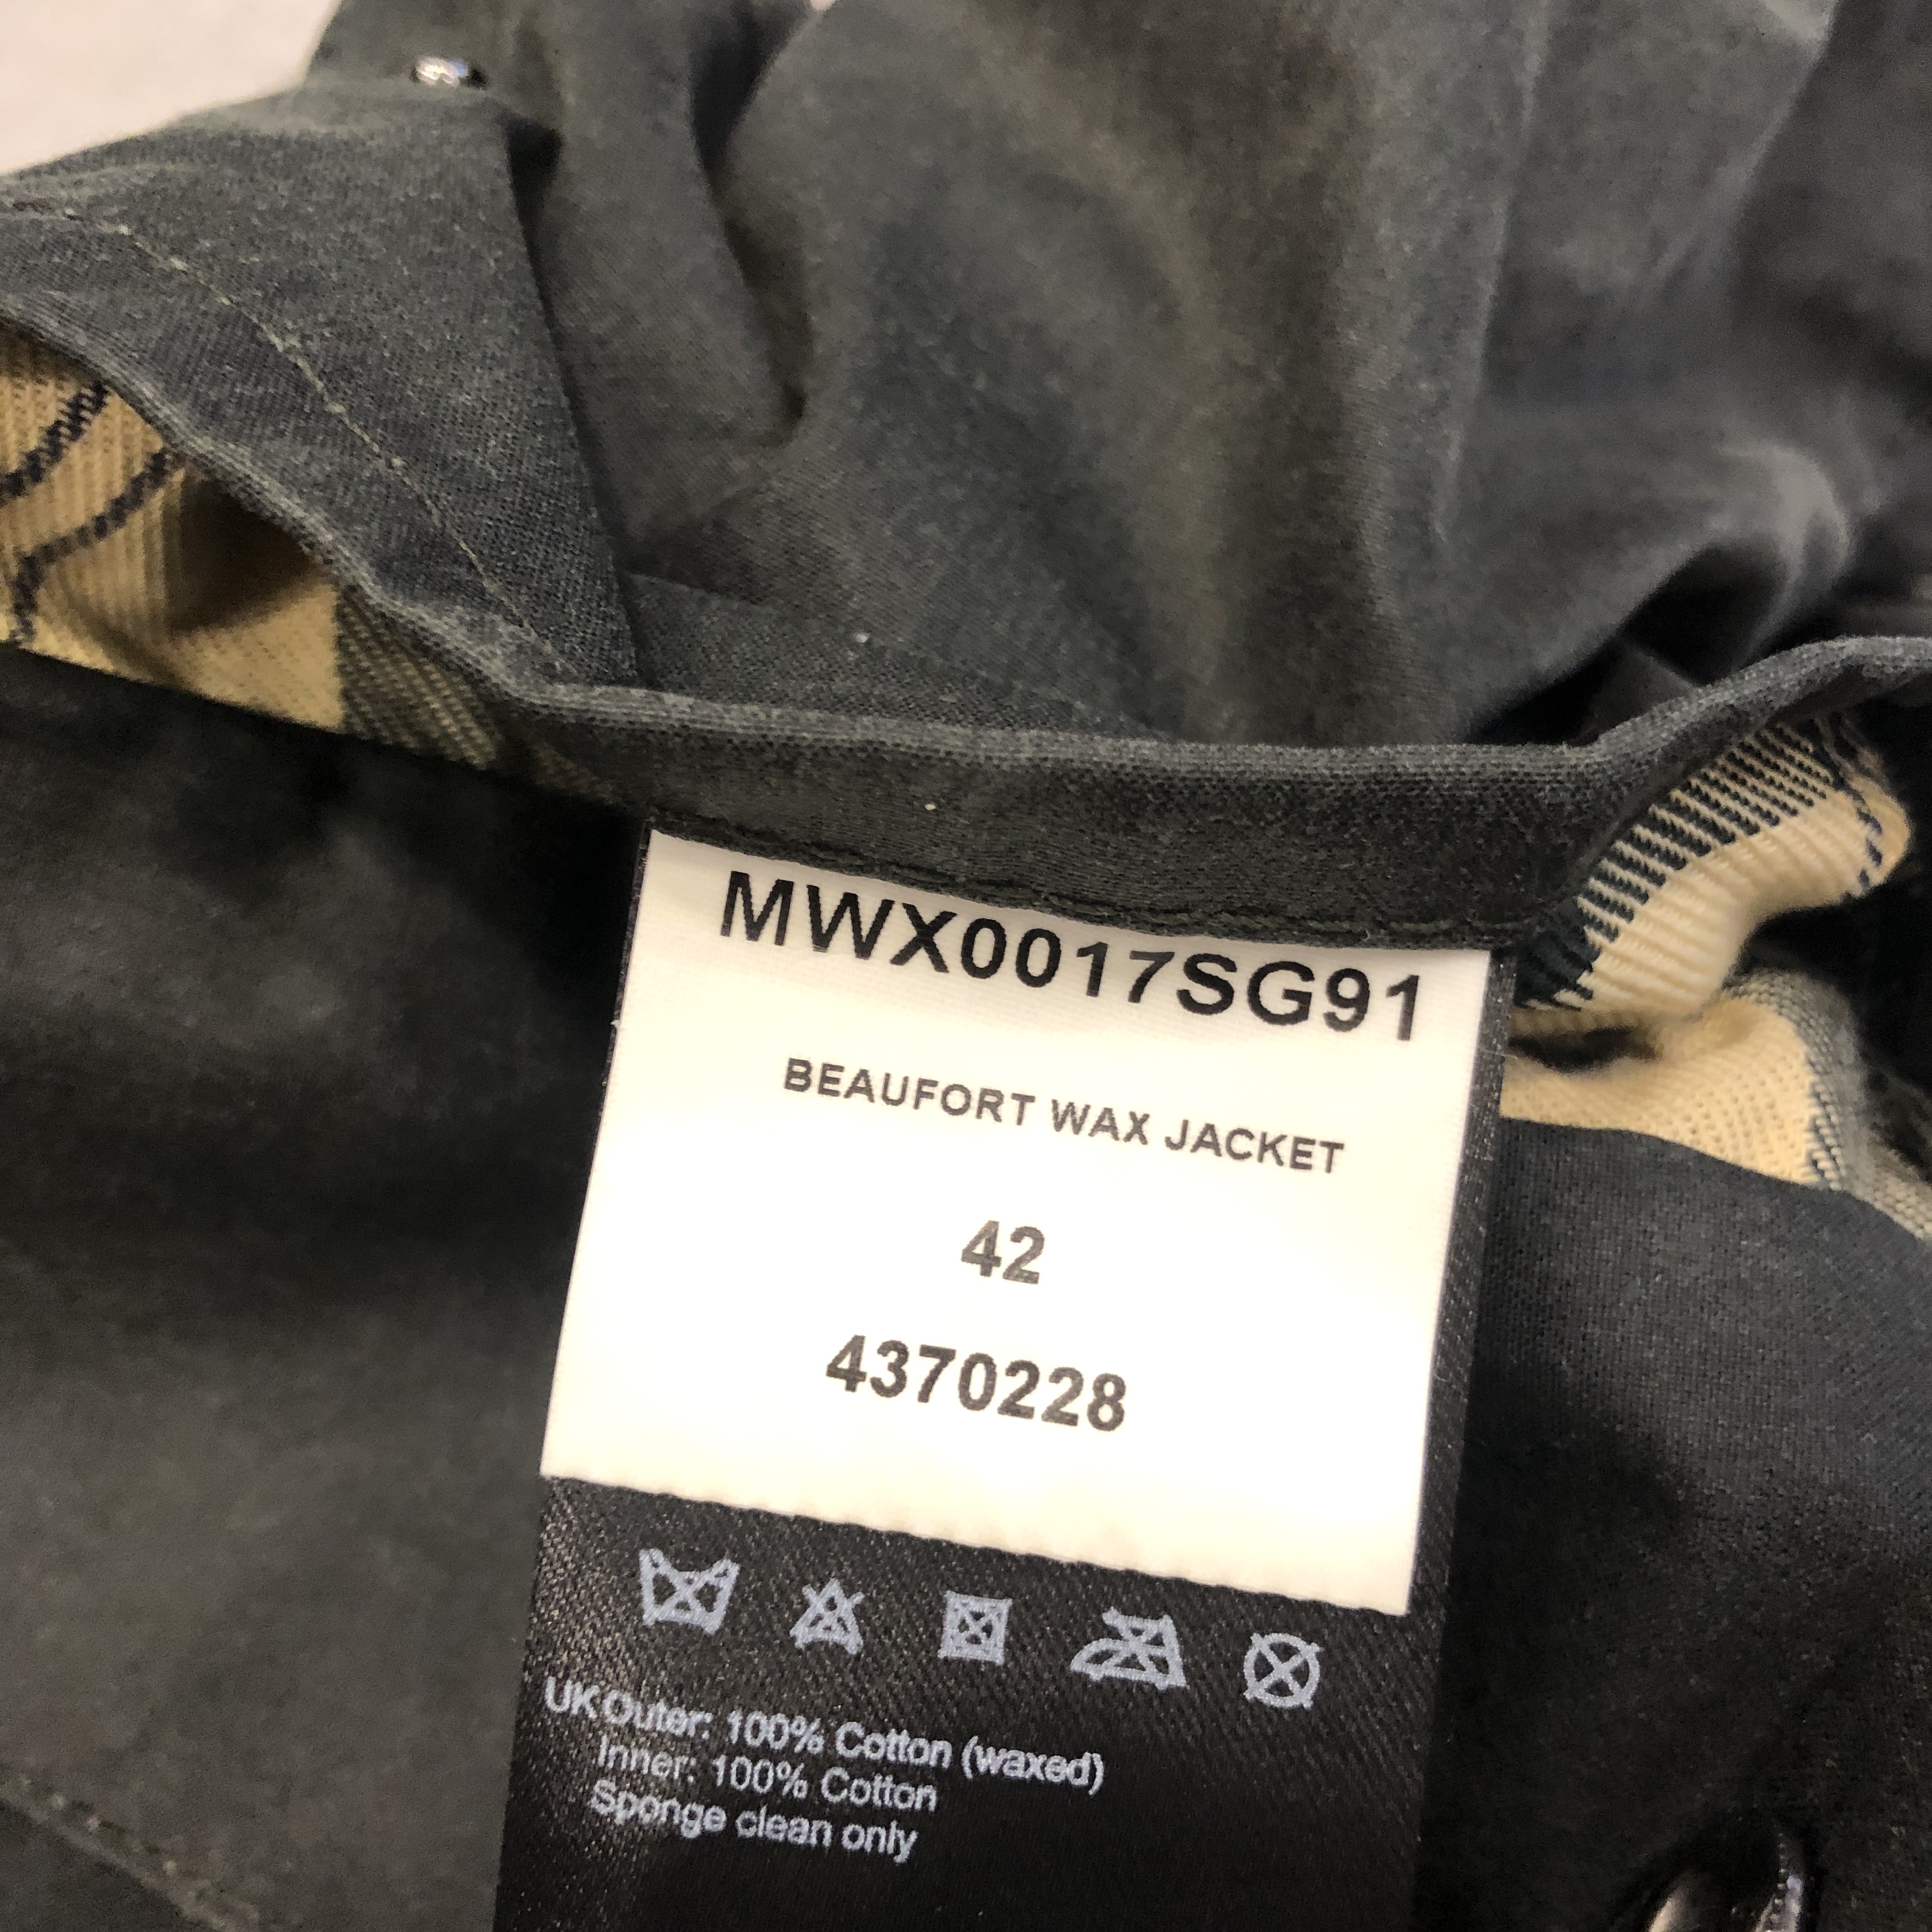 MWX0017SG91
BEAUFORT WAX JACKET
42
4370228
UK Outer: 100% Cotton (waxed)
Inner: 100% Cotton
Sponge clean only